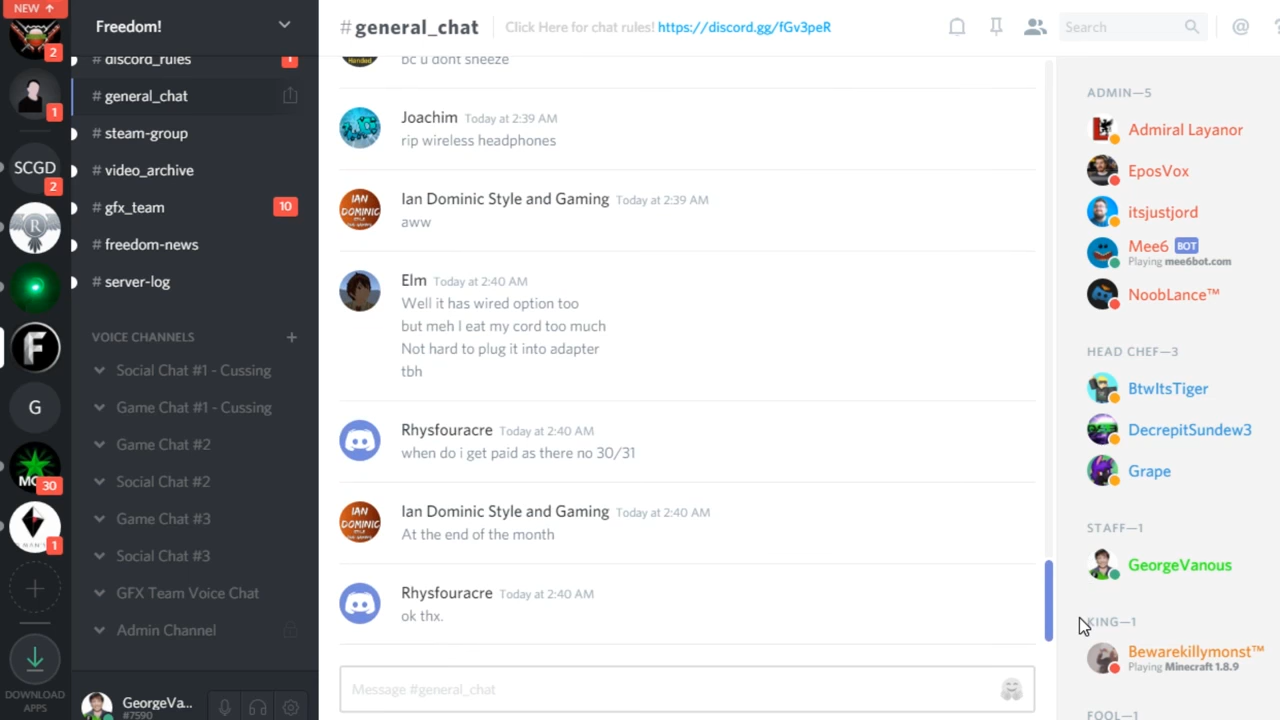 NEW ↑
2
1
SCGD
2
R
F
G
MC
30
1
DOWNLOAD
APPS
Freedom!
# discord_rules
1
# general_chat
# steam-group
# video_archive
# gfx_team
10
# freedom-news
# server-log
VOICE CHANNELS
Social Chat #1 - Cussing
Game Chat #1 - Cussing
Game Chat #2
Social Chat #2
Game Chat #3
Social Chat #3
GFX Team Voice Chat
Admin Channel
GeorgeVa...
#7590
#general_chat
Click Here for chat rules! https://discord.gg/fGv3peR
Search
@
?
bc u dont sneeze
Joachim Today at 2:39 AM
rip wireless headphones
IAN
DOMINIC
Ian Dominic Style and Gaming Today at 2:39 AM
aww
Elm Today at 2:40 AM
Well it has wired option too
but meh I eat my cord too much
Not hard to plug it into adapter
tbh
Rhysfouracre Today at 2:40 AM
when do i get paid as there no 30/31
IAN
DOMINIC
Ian Dominic Style and Gaming Today at 2:40 AM
At the end of the month
Rhysfouracre Today at 2:40 AM
ok thx.
Message #general_chat
ADMIN—5
Admiral Layanor
EposVox
itsjustjord
Mee6 BOT
Playing mee6bot.com
NoobLance™
HEAD CHEF—3
BtwItsTiger
DecrepitSundew3
Grape
STAFF—1
GeorgeVanous
KING—1
Bewarekillymonst™
Playing Minecraft 1.8.9
FOOL—1